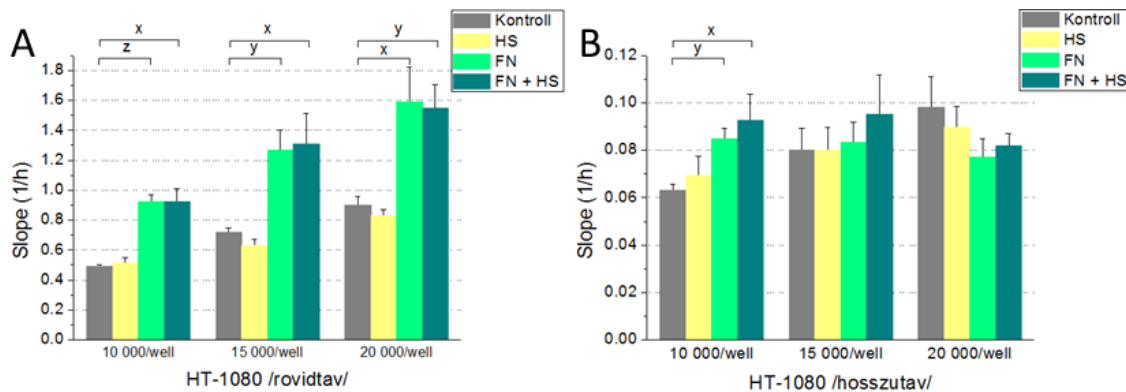 A
x
z
x
y
y
x
Kontroll
HS
FN
FN + HS
Slope (1/h)
1.8
1.6
1.4
1.2
1.0
0.8
0.6
0.4
0.2
0.0
10 000/well
15 000/well
20 000/well
HT-1080 /rovidtav/
B
x
y
Kontroll
HS
FN
FN + HS
Slope (1/h)
0.12
0.10
0.08
0.06
0.04
0.02
0.00
10 000/well
15 000/well
20 000/well
HT-1080 /hosszutav/